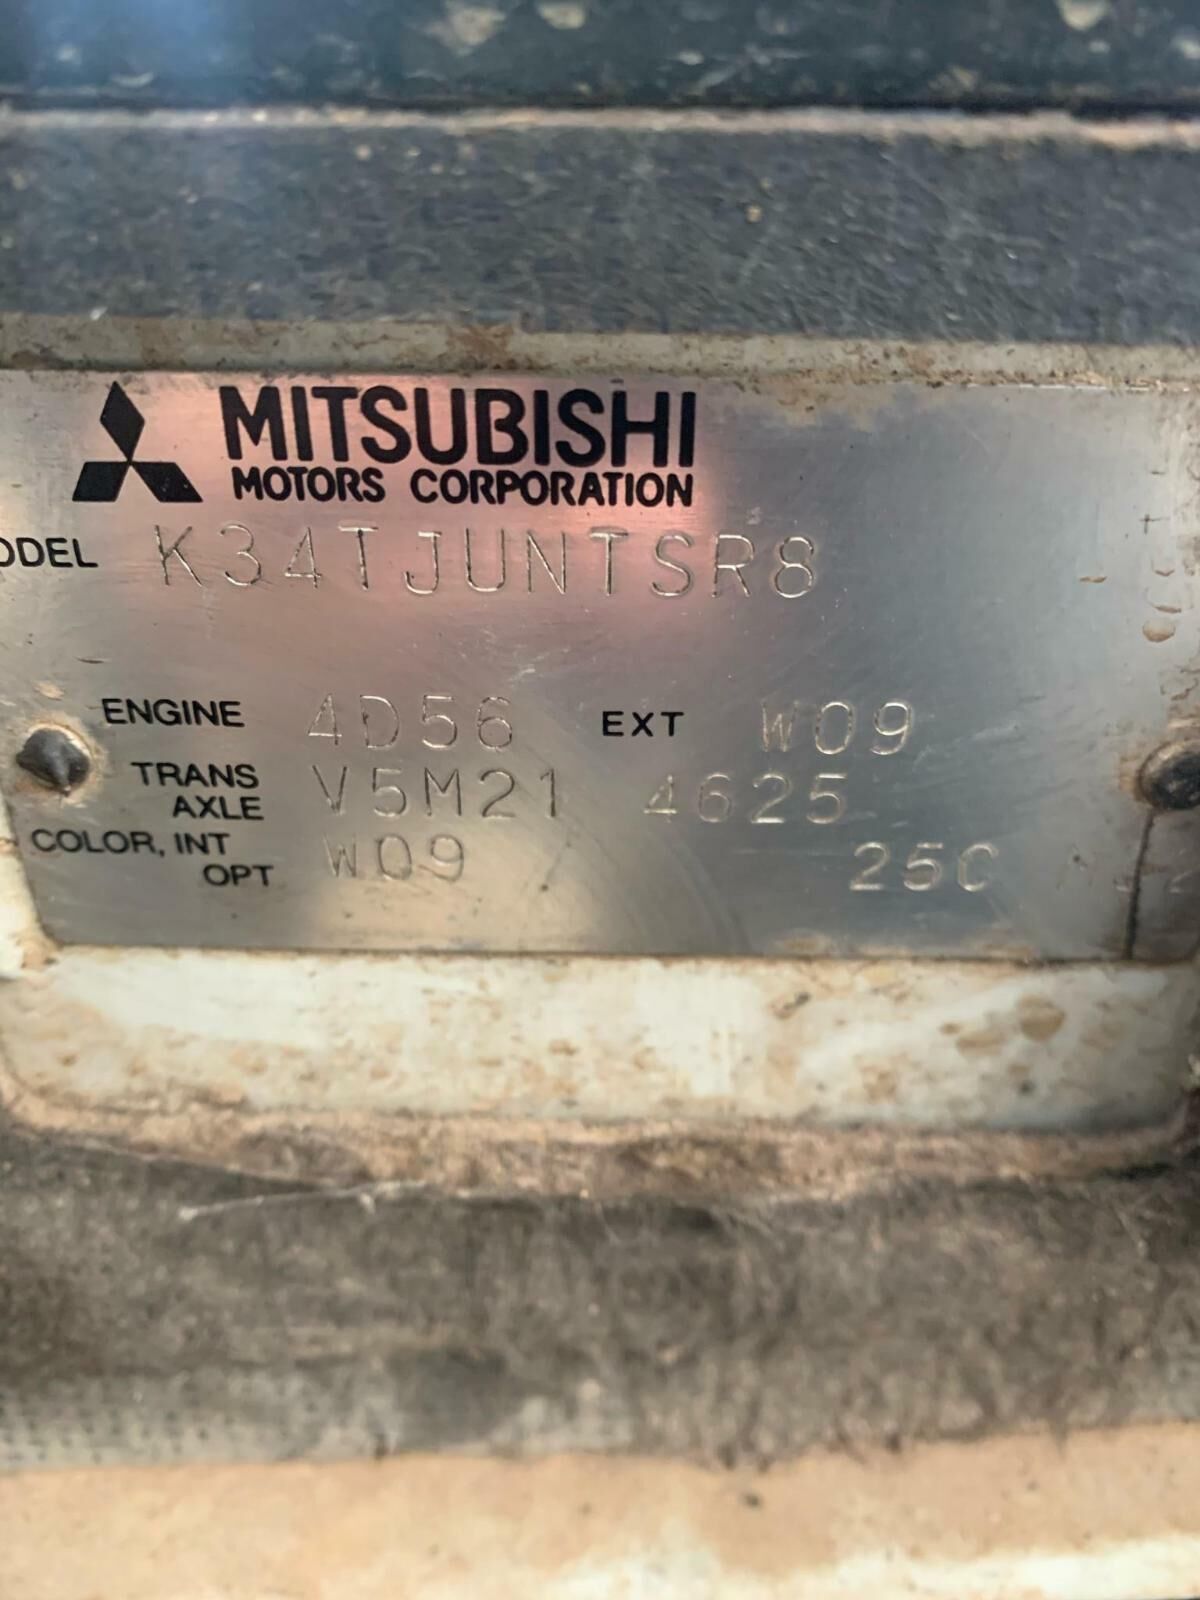 MITSUBISHI
MOTORS CORPORATION
ODEL K34TJUNTSR8
ENGINE 4D56 EXT W09
TRANS AXLE V5M21 4625
COLOR, INT OPT W09 25C